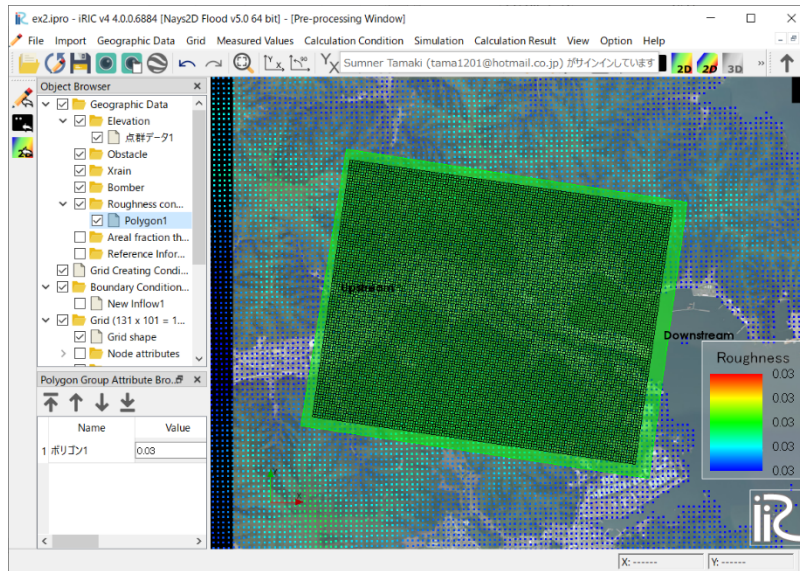 ex2.ipro - iRIC v4 4.0.0.6884 [Nays2D Flood v5.0 64 bit] - [Pre-processing Window]
File Import Geographic Data Grid Measured Values Calculation Condition Simulation Calculation Result View Option Help
Sumner Tamaki (tama1201@hotmail.co.jp) がサインインしています
2D 2D 3D »
Object Browser
Geographic Data
Elevation
点群データ1
Obstacle
Xrain
Bomber
Roughness con...
Polygon1
Areal fraction th...
Reference Infor...
Grid Creating Condi...
Boundary Condition...
New Inflow1
Grid (131 x 101 = 1...
Grid shape
Node attributes
Polygon Group Attribute Bro...
Name Value
1 ポリゴン1 0.03
Upstream
Downstream
Roughness
0.03
0.03
0.03
0.03
0.03
iRIC
X: ------ Y: ------